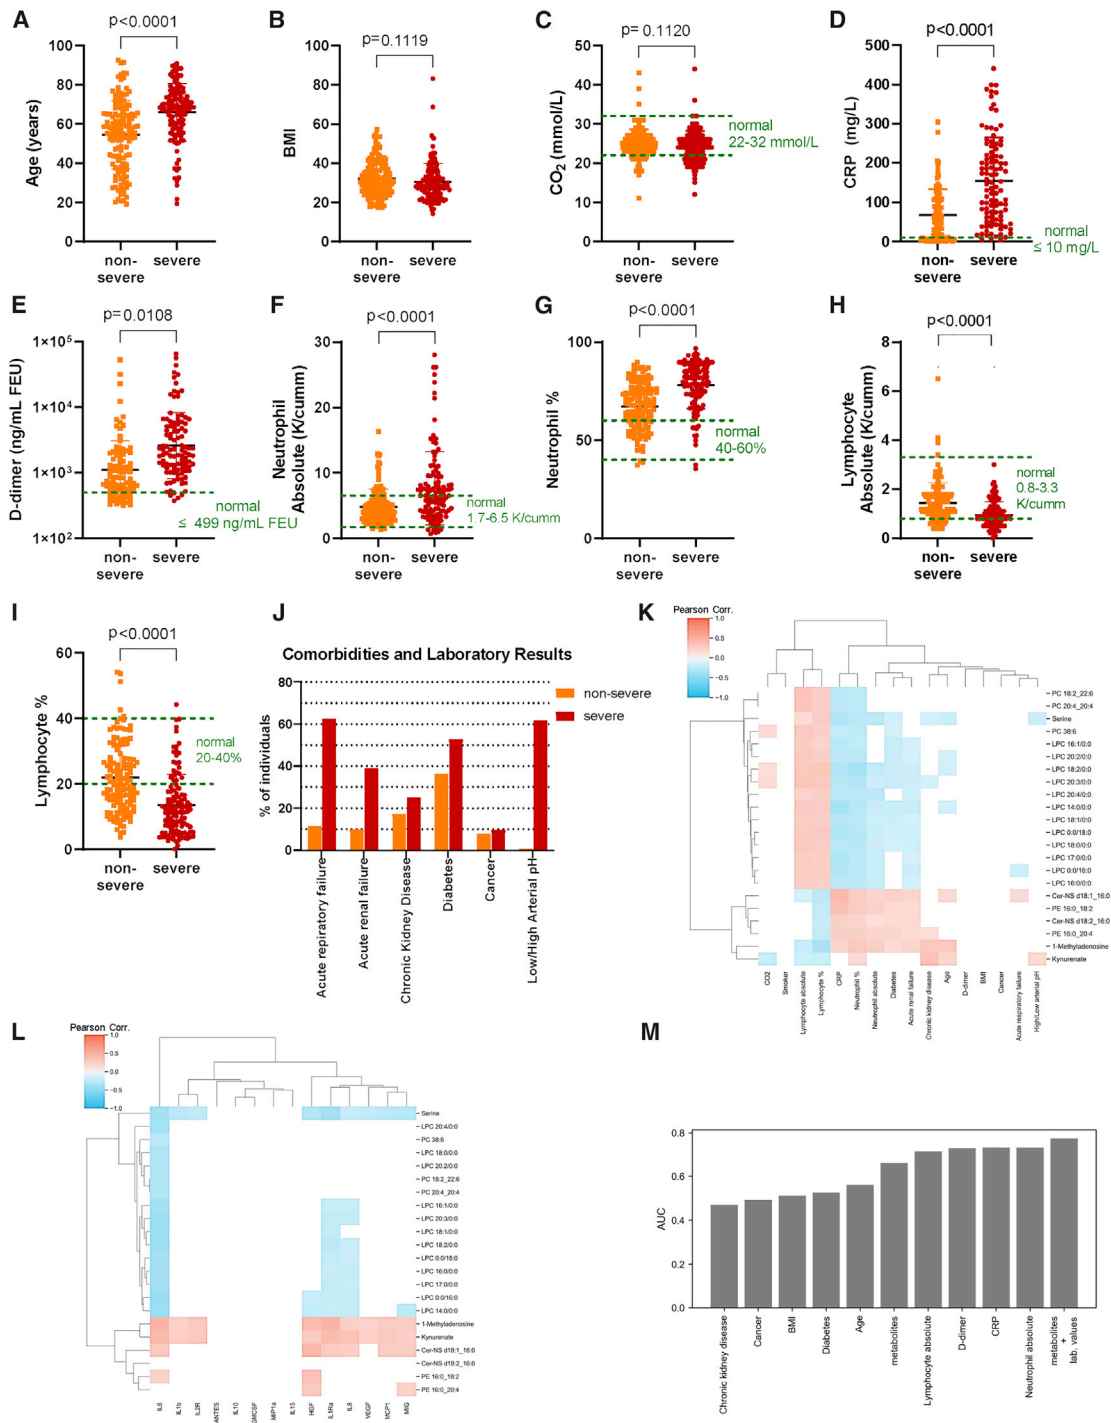 A
p<0.0001
Age (years)
100
80
60
40
20
0
non-
severe
severe
B
p=0.1119
BMI
100
80
60
40
20
0
non-
severe
severe
C
p= 0.1120
CO2 (mmol/L)
50
40
30
20
10
0
normal
22-32 mmol/L
non-
severe
severe
D
p<0.0001
CRP (mg/L)
500
400
300
200
100
0
normal
≤ 10 mg/L
non-
severe
severe
E
p= 0.0108
D-dimer (ng/mL FEU)
1×10^5
1×10^4
1×10^3
1×10^2
normal
≤ 499 ng/mL FEU
non-
severe
severe
F
p<0.0001
Neutrophil
Absolute (K/cumm)
30
20
10
0
normal
1.7-6.5 K/cumm
non-
severe
severe
G
p<0.0001
Neutrophil %
100
50
0
normal
40-60%
non-
severe
severe
H
p<0.0001
Lymphocyte
Absolute (K/cumm)
8
6
4
2
0
normal
0.8-3.3
K/cumm
non-
severe
severe
I
p<0.0001
Lymphocyte %
60
40
20
0
normal
20-40%
non-
severe
severe
J
Comorbidities and Laboratory Results
% of individuals
80
60
40
20
0
non-severe
severe
Acute repiratory failure
Acute renal failure
Chronic Kidney Disease
Diabetes
Cancer
Low/High Arterial pH
K
Pearson Corr.
1.0
0.5
0.0
−0.5
−1.0
PC 18:2_22:6
PC 20:4_20:4
Serine
PC 38:6
LPC 16:1/0:0
LPC 20:2/0:0
LPC 18:2/0:0
LPC 20:3/0:0
LPC 20:4/0:0
LPC 14:0/0:0
LPC 18:1/0:0
LPC 0:0/18:0
LPC 18:0/0:0
LPC 17:0/0:0
LPC 0:0/16:0
LPC 16:0/0:0
Cer-NS d18:1_16:0
PE 16:0_18:2
Cer-NS d18:2_16:0
PE 16:0_20:4
1-Methyladenosine
Kynurenate
CO2
Smoker
Lymphocyte absolute
Lymphocyte %
CRP
Neutrophil %
Neutrophil absolute
Diabetes
Acute renal failure
Chronic kidney disease
Age
D-dimer
BMI
Cancer
Acute respiratory failure
High/Low arterial pH
L
Pearson Corr.
1.0
0.5
0.0
−0.5
−1.0
Serine
LPC 20:4/0:0
PC 38:6
LPC 18:0/0:0
LPC 20:2/0:0
PC 18:2_22:6
PC 20:4_20:4
LPC 16:1/0:0
LPC 20:3/0:0
LPC 18:1/0:0
LPC 18:2/0:0
LPC 0:0/18:0
LPC 16:0/0:0
LPC 17:0/0:0
LPC 0:0/16:0
LPC 14:0/0:0
1-Methyladenosine
Kynurenate
Cer-NS d18:1_16:0
Cer-NS d18:2_16:0
PE 16:0_18:2
PE 16:0_20:4
IL6
IL1b
IL2R
ANTES
IL10
GMCSF
MIP1a
IL15
HGF
IL1Ra
IL8
VEGF
MCP1
MIG
M
AUC
0.8
0.6
0.4
0.2
0.0
Chronic kidney disease
Cancer
BMI
Diabetes
Age
metabolites
Lymphocyte absolute
D-dimer
CRP
Neutrophil absolute
metabolites
+
lab. values